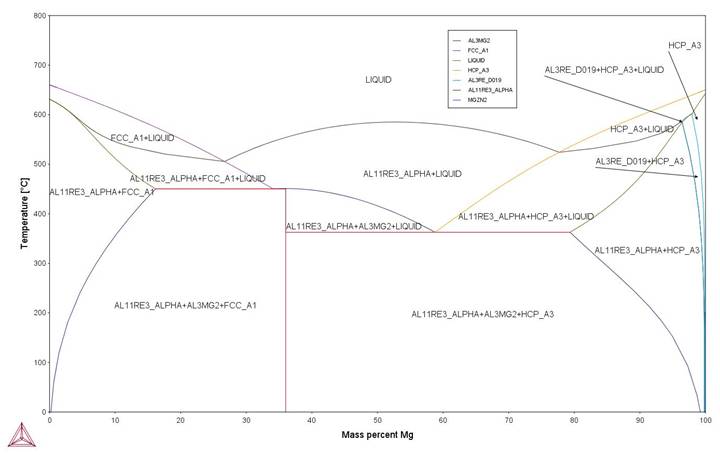 800
700
600
500
400
300
200
100
0
Temperature [°C]
0
10
20
30
40
50
60
70
80
90
100
Mass percent Mg
AL3MG2
FCC_A1
LIQUID
HCP_A3
AL3RE_D019
AL11RE3_ALPHA
MGZN2
HCP_A3
AL3RE_D019+HCP_A3+LIQUID
LIQUID
FCC_A1+LIQUID
HCP_A3+LIQUID
AL3RE_D019+HCP_A3
AL11RE3_ALPHA+LIQUID
AL11RE3_ALPHA+FCC_A1+LIQUID
AL11RE3_ALPHA+FCC_A1
AL11RE3_ALPHA+HCP_A3+LIQUID
AL11RE3_ALPHA+AL3MG2+LIQUID
AL11RE3_ALPHA+HCP_A3
AL11RE3_ALPHA+AL3MG2+FCC_A1
AL11RE3_ALPHA+AL3MG2+HCP_A3